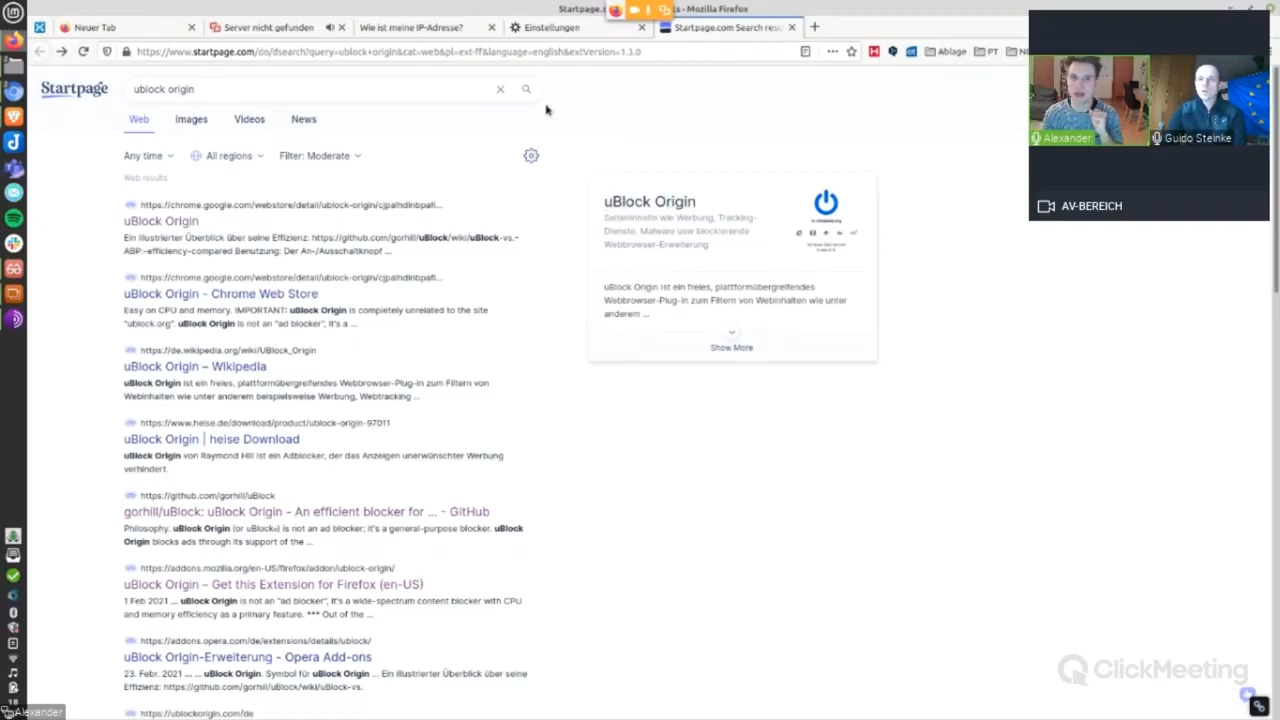 Startpage.c
ts - Mozilla Firefox
Neuer Tab
Server nicht gefunden
Wie ist meine IP-Adresse?
Einstellungen
Startpage.com Search resu
https://www.startpage.com/do/dsearch?query=ublock+origin&cat=web&pl=ext-ff&language=english&extVersion=1.3.0
Ablage
PT
Startpage
ublock origin
Web
Images
Videos
News
Any time
All regions
Filter: Moderate
Web results
https://chrome.google.com/webstore/detail/ublock-origin/cjpalhdlnbpafi...
uBlock Origin
Ein illustrierter Überblick über seine Effizienz: https://github.com/gorhill/uBlock/wiki/uBlock-vs.-
ABP:-efficiency-compared Benutzung: Der An-/Ausschaltknopf ...
https://chrome.google.com/webstore/detail/ublock-origin/cjpalhdlnbpafi...
uBlock Origin - Chrome Web Store
Easy on CPU and memory. IMPORTANT: uBlock Origin is completely unrelated to the site
"ublock.org". uBlock Origin is not an "ad blocker", it's a ...
https://de.wikipedia.org/wiki/UBlock_Origin
uBlock Origin – Wikipedia
uBlock Origin ist ein freies, plattformübergreifendes Webbrowser-Plug-in zum Filtern von
Webinhalten wie unter anderem beispielsweise Werbung, Webtracking ...
https://www.heise.de/download/product/ublock-origin-97011
uBlock Origin | heise Download
uBlock Origin von Raymond Hill ist ein Adblocker, der das Anzeigen unerwünschter Werbung
verhindert.
https://github.com/gorhill/uBlock
gorhill/uBlock: uBlock Origin - An efficient blocker for ... - GitHub
Philosophy. uBlock Origin (or uBlock₀) is not an ad blocker; it's a general-purpose blocker. uBlock
Origin blocks ads through its support of the ...
https://addons.mozilla.org/en-US/firefox/addon/ublock-origin/
uBlock Origin – Get this Extension for Firefox (en-US)
1 Feb 2021 ... uBlock Origin is not an "ad blocker", it's a wide-spectrum content blocker with CPU
and memory efficiency as a primary feature. *** Out of the ...
https://addons.opera.com/de/extensions/details/ublock/
uBlock Origin-Erweiterung - Opera Add-ons
23. Febr. 2021 ... ... uBlock Origin. Symbol für uBlock Origin ... Ein illustrierter Überblick über seine
Effizienz: https://github.com/gorhill/uBlock/wiki/uBlock-vs.
https://ublockorigin.com/de
uBlock Origin
Seiteninhalte wie Werbung, Tracking-
Dienste, Malware usw blockierende
Webbrowser-Erweiterung
uBlock Origin ist ein freies, plattformübergreifendes
Webbrowser-Plug-in zum Filtern von Webinhalten wie unter
anderem ...
Show More
Alexander
Guido Steinke
AV-BEREICH
ClickMeeting
18
Alexander